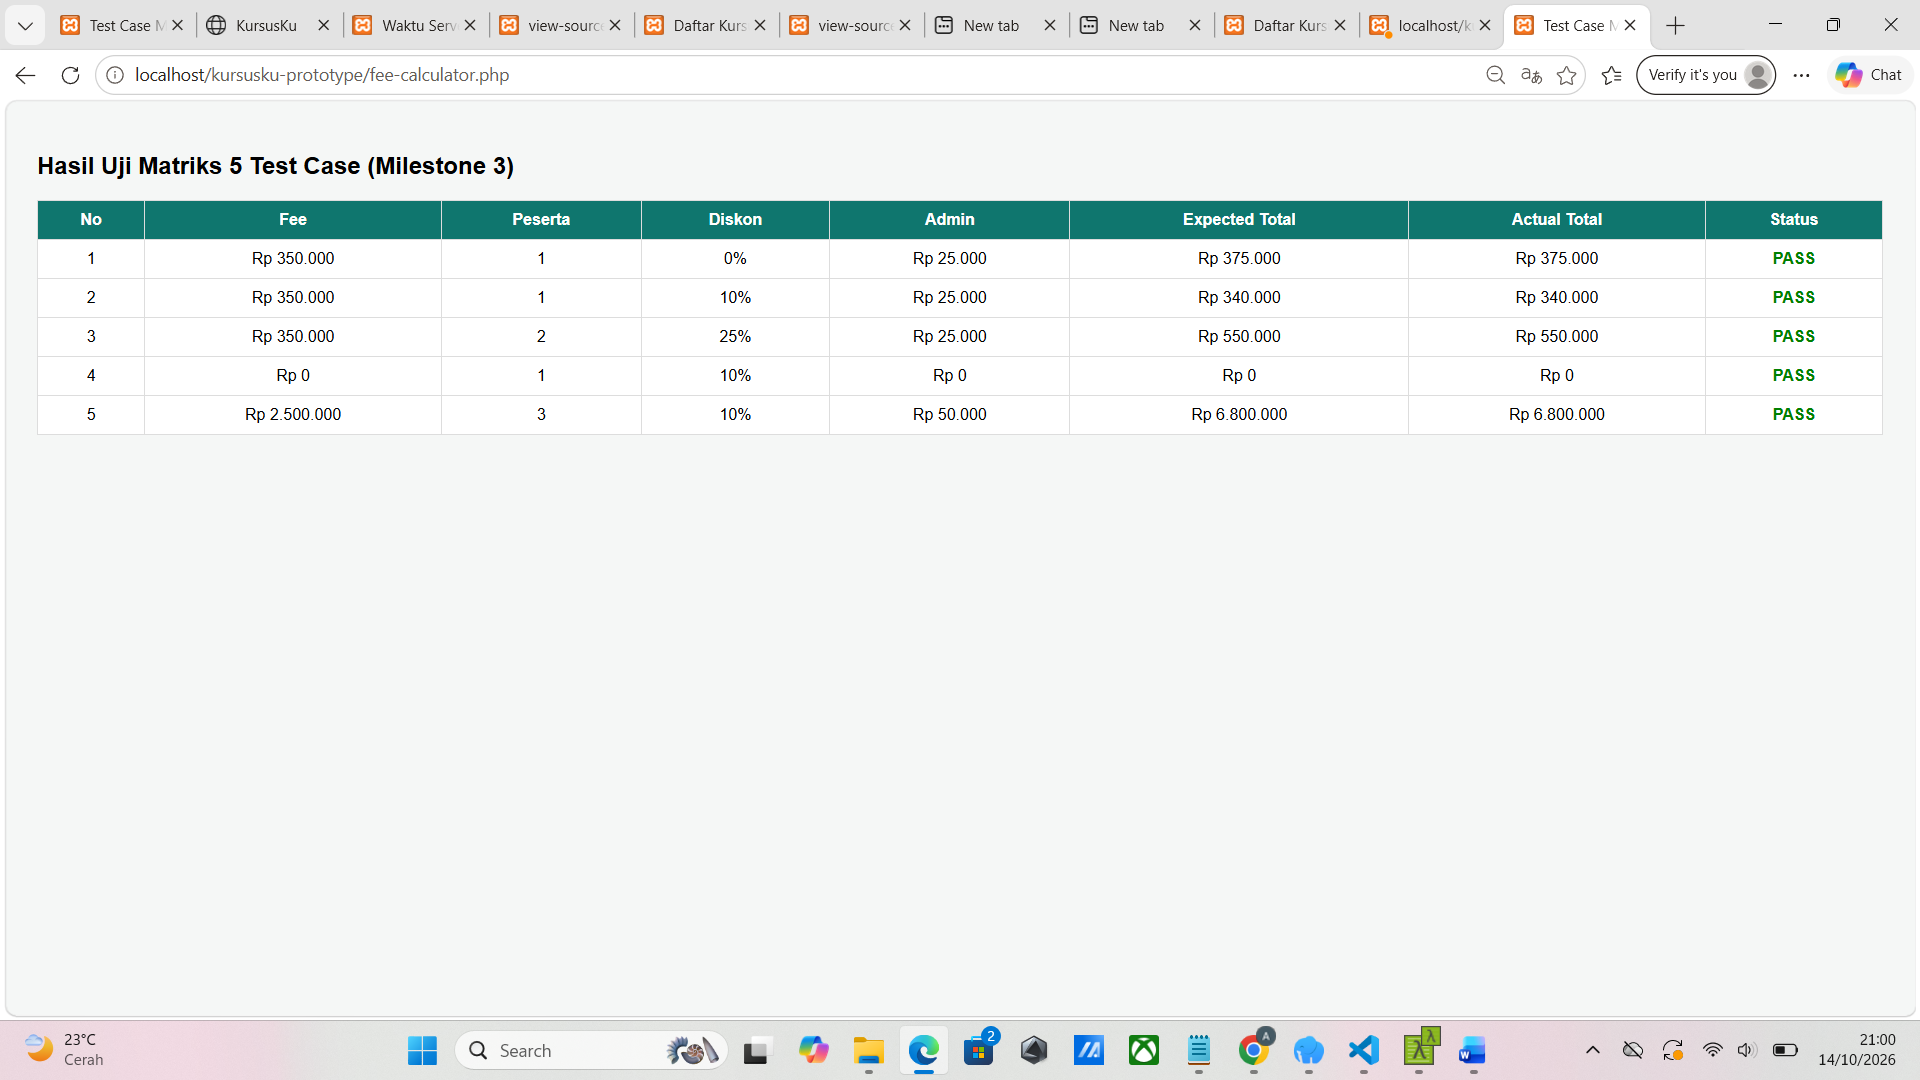 Test Case M
KursusKu
Waktu Serv
view-source
Daftar Kurs
view-source
New tab
New tab
Daftar Kurs
localhost/k
Test Case M
localhost/kursusku-prototype/fee-calculator.php
Verify it's you
Chat
Hasil Uji Matriks 5 Test Case (Milestone 3)
No Fee Peserta Diskon Admin Expected Total Actual Total Status
1 Rp 350.000 1 0% Rp 25.000 Rp 375.000 Rp 375.000 PASS
2 Rp 350.000 1 10% Rp 25.000 Rp 340.000 Rp 340.000 PASS
3 Rp 350.000 2 25% Rp 25.000 Rp 550.000 Rp 550.000 PASS
4 Rp 0 1 10% Rp 0 Rp 0 Rp 0 PASS
5 Rp 2.500.000 3 10% Rp 50.000 Rp 6.800.000 Rp 6.800.000 PASS
23°C
Cerah
Search
2
A
21:00
14/10/2026